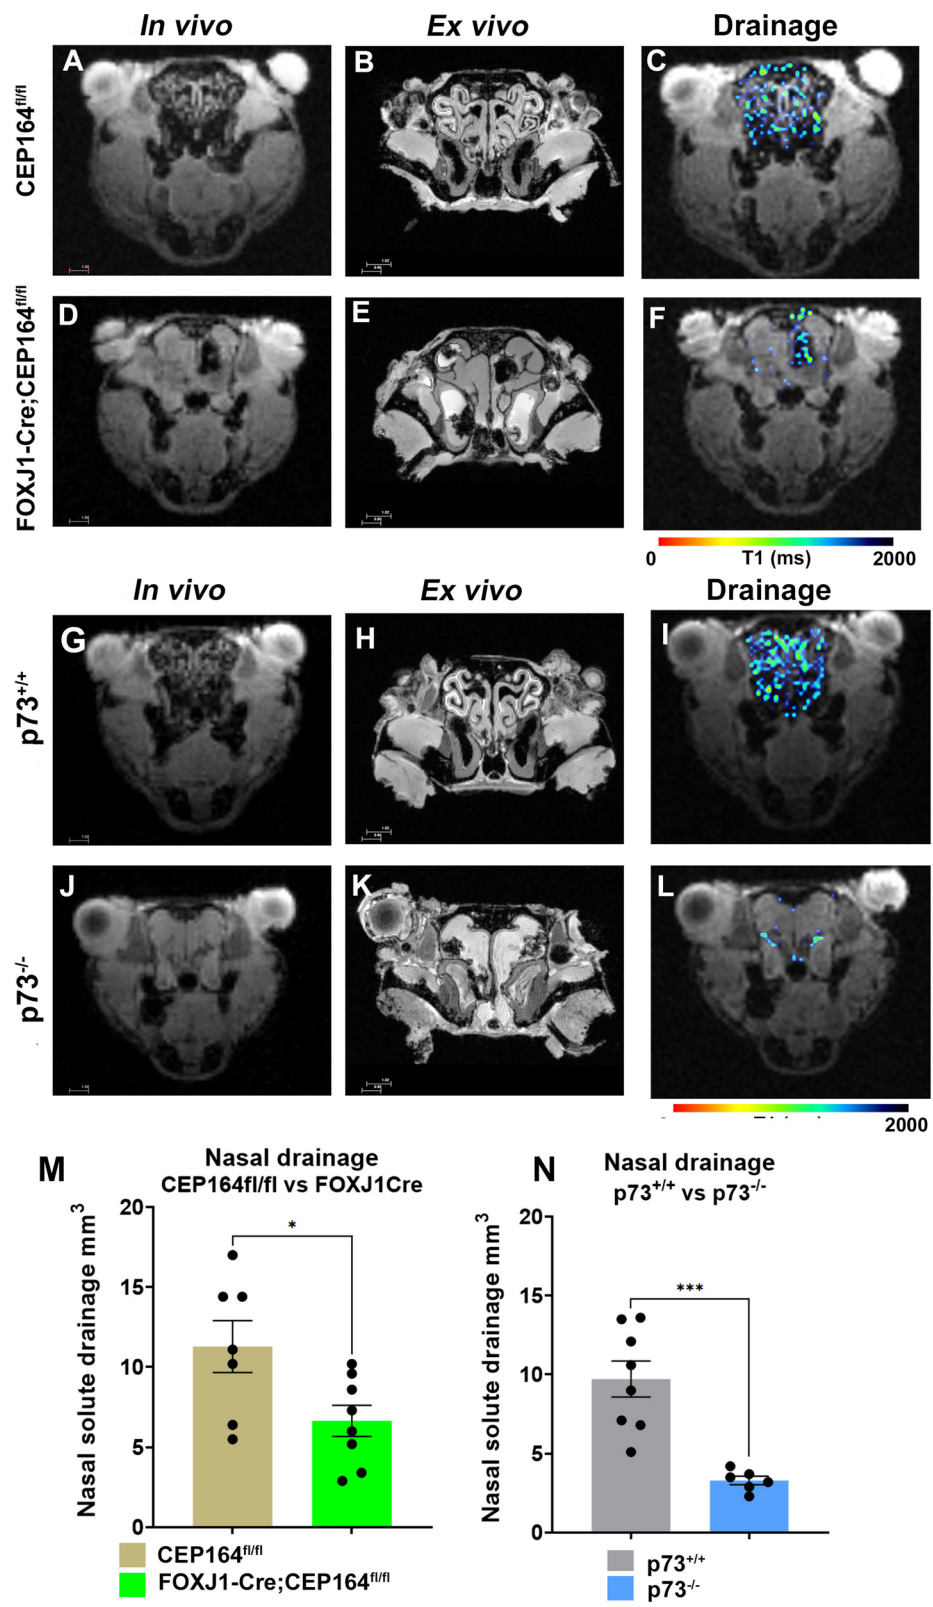 In vivo Ex vivo Drainage
CEP164fl/fl
A B C
FOXJ1-Cre;CEP164fl/fl
D E F
0 T1 (ms) 2000
In vivo Ex vivo Drainage
p73+/+
G H I
p73-/-
J K L
2000
M Nasal drainage
CEP164fl/fl vs FOXJ1Cre
Nasal solute drainage mm3
20
15
10
5
0
*
CEP164fl/fl
FOXJ1-Cre;CEP164fl/fl
N Nasal drainage
p73+/+ vs p73-/-
Nasal solute drainage mm3
20
15
10
5
0
***
p73+/+
p73-/-